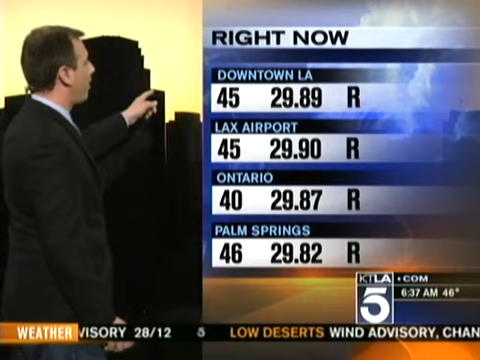 RIGHT NOW
DOWNTOWN LA
45 29.89 R
LAX AIRPORT
45 29.90 R
ONTARIO
40 29.87 R
PALM SPRINGS
46 29.82 R
KTLA.COM
5
6:37 AM 46°
WEATHER VISORY 28/12 5 LOW DESERTS WIND ADVISORY, CHAN